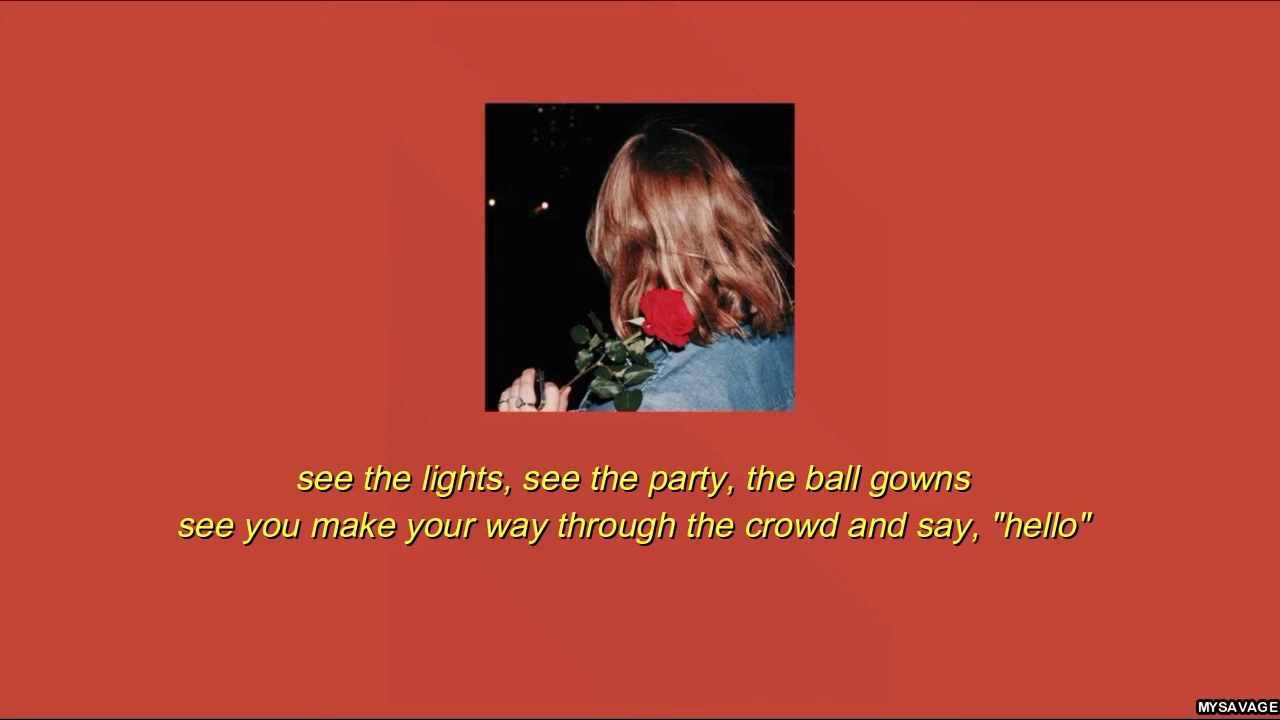 see the lights, see the party, the ball gowns
see you make your way through the crowd and say, "hello"
MYSAVAGE